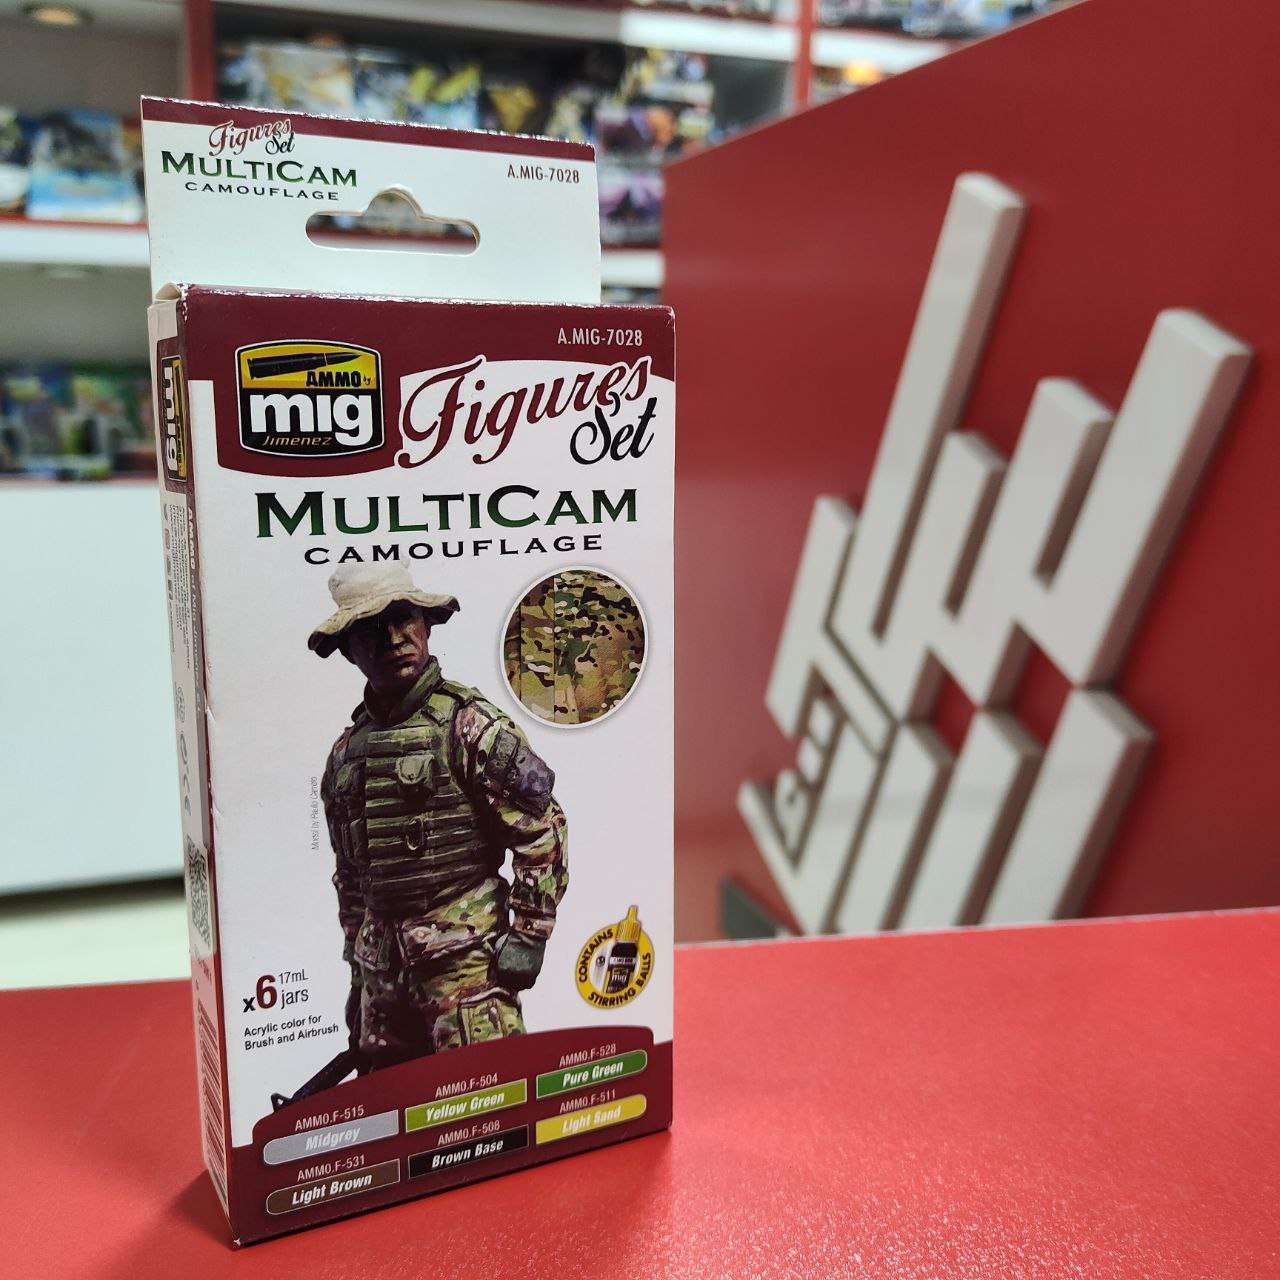 Figures
Set
MULTICAM
CAMOUFLAGE
A.MIG-7028
A.MIG-7028
AMMO by
mig
Jimenez
Figures
Set
MULTICAM
CAMOUFLAGE
mig
CONTAINS
STIRRING BALLS
mig
x6 17mL
jars
Acrylic color for
Brush and Airbrush
AMMO.F-515
Midgrey
AMMO.F-504
Yellow Green
AMMO.F-528
Pure Green
AMMO.F-531
Light Brown
AMMO.F-508
Brown Base
AMMO.F-511
Light Sand